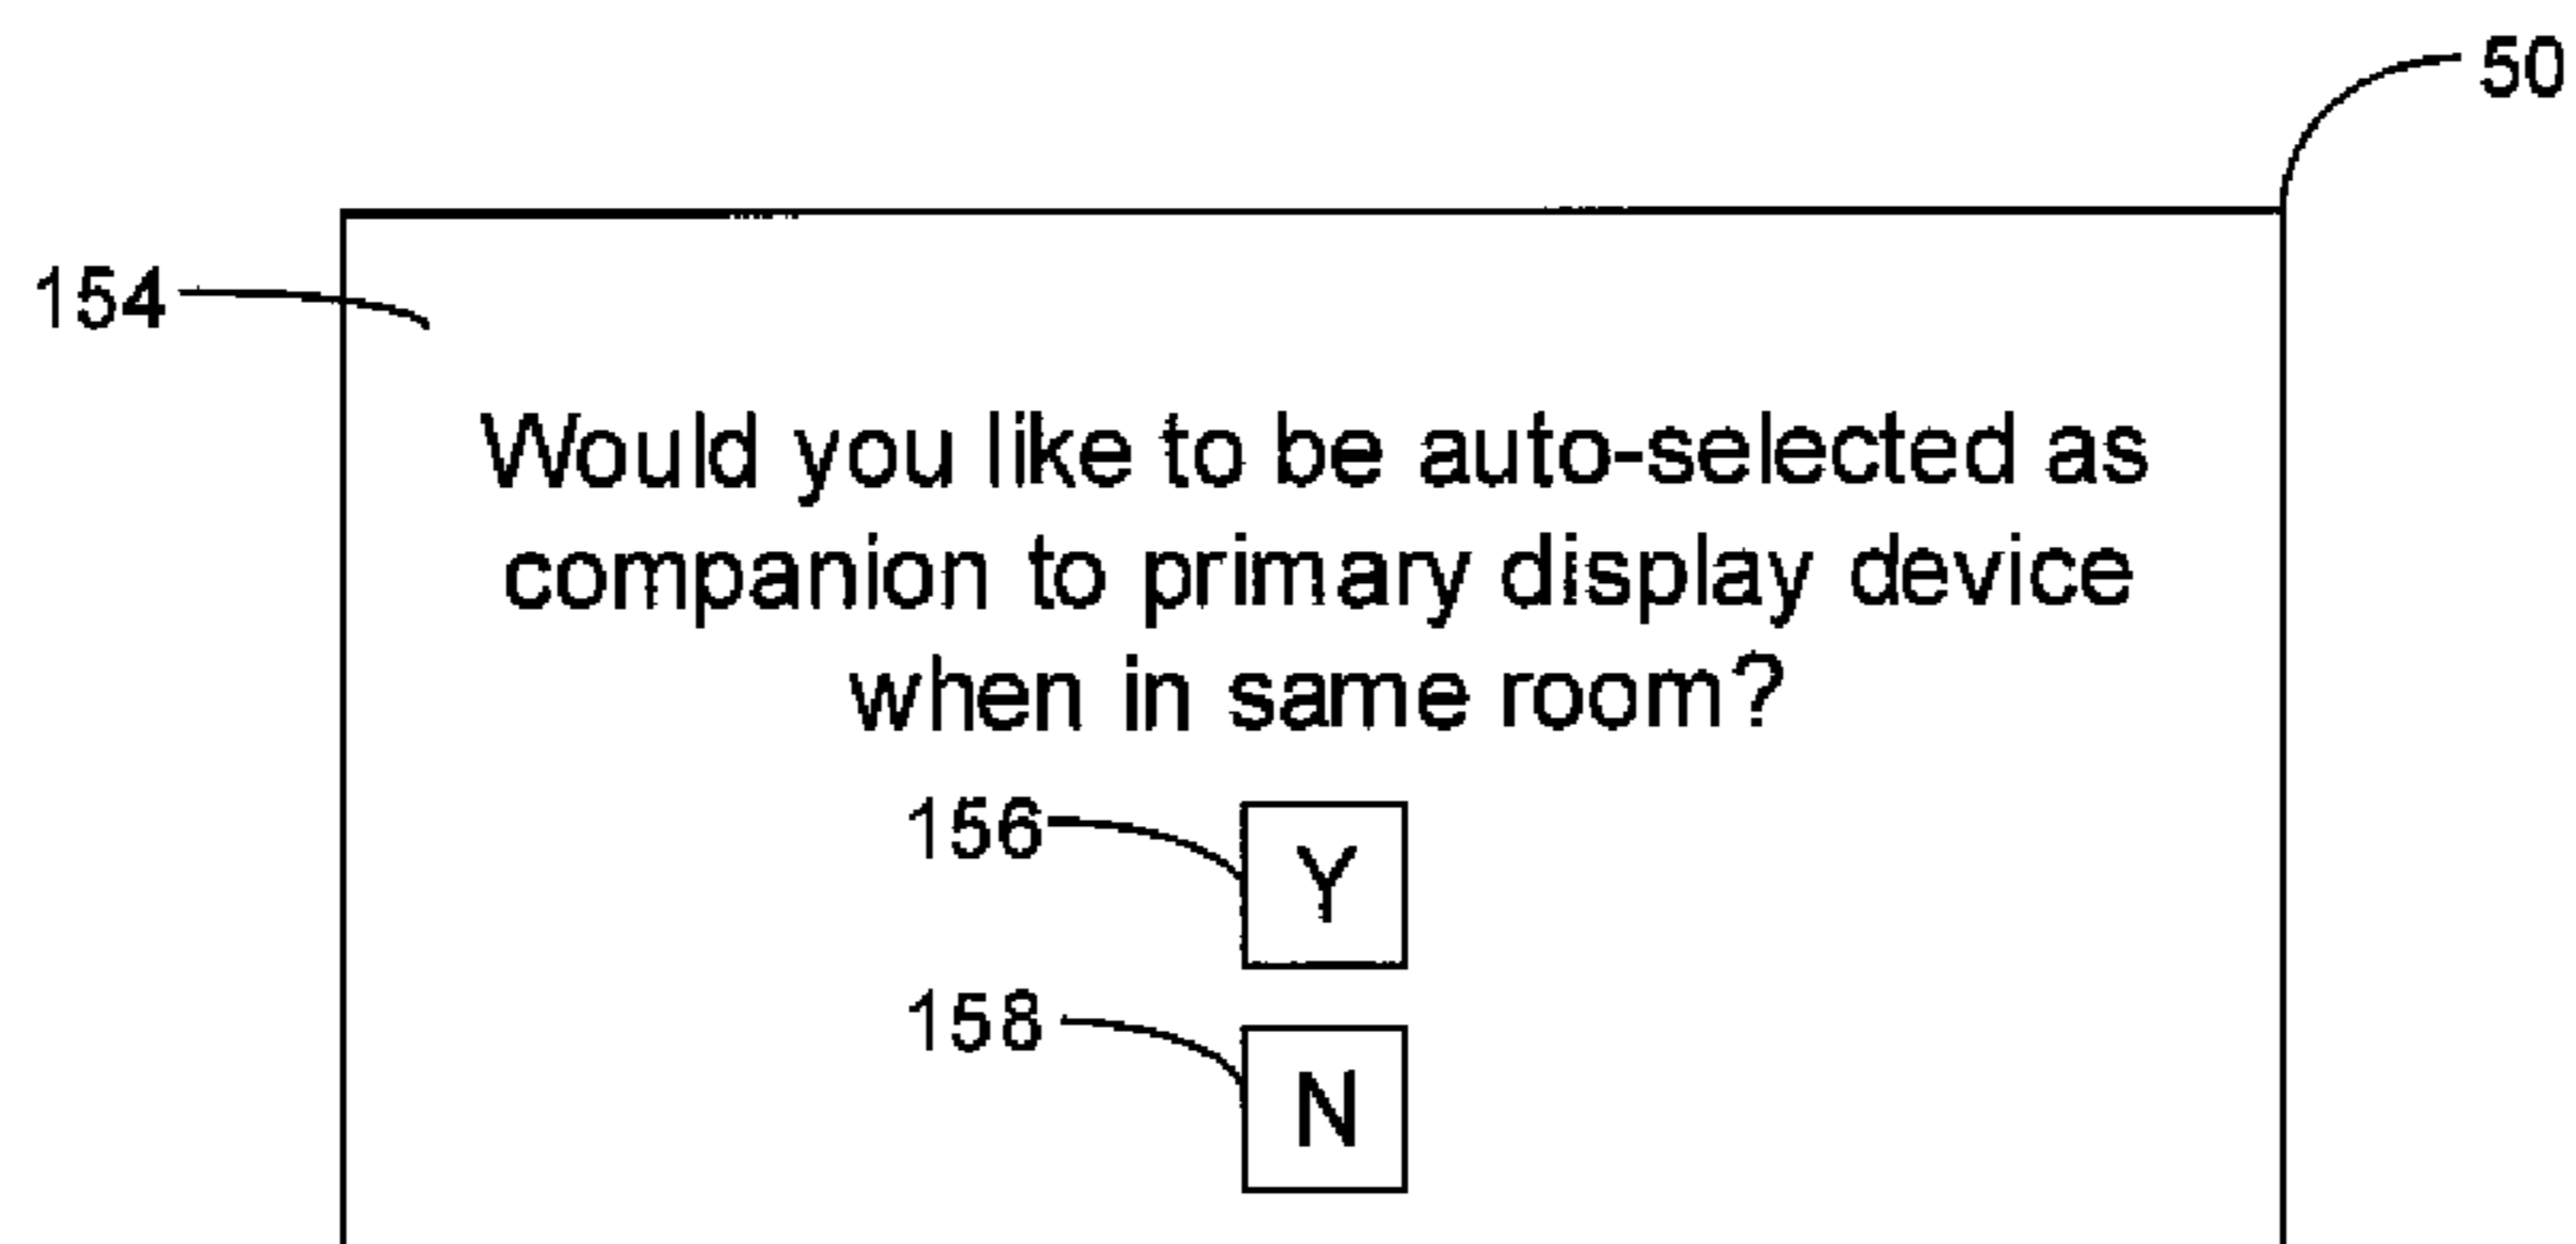 50
154
Would you like to be auto-selected as
companion to primary display device
when in same room?
156 Y
158 N